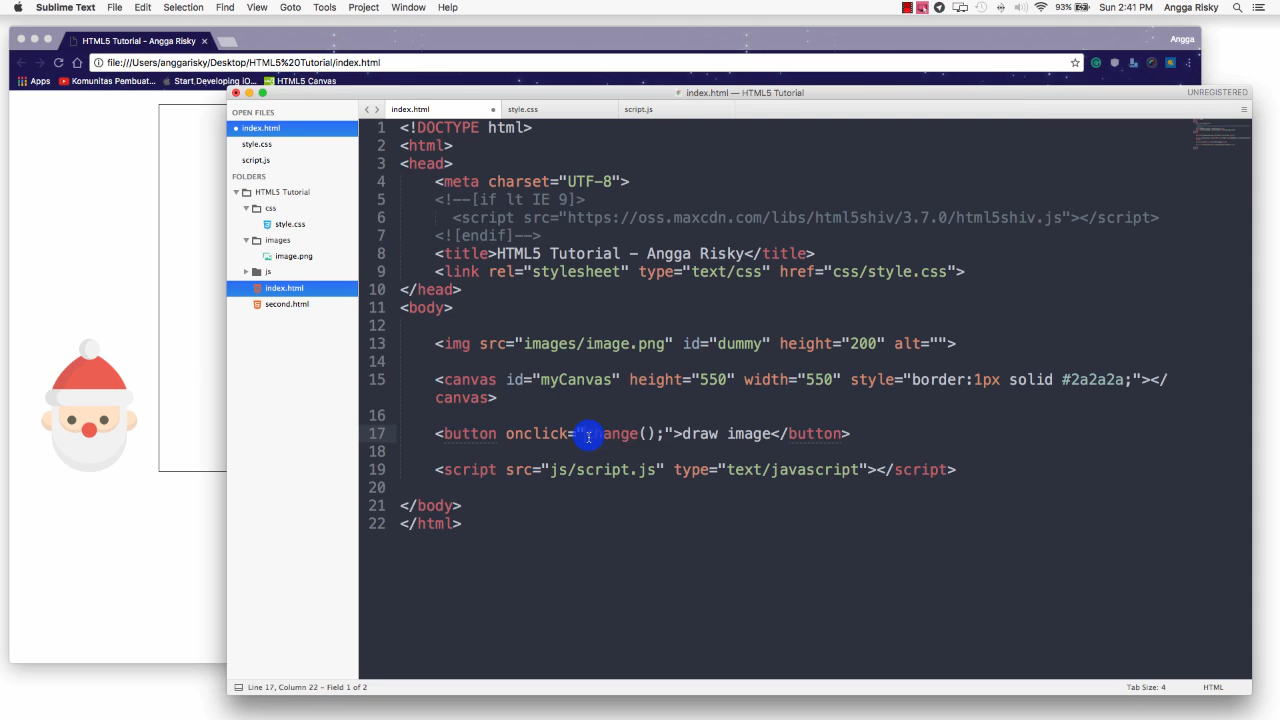 Sublime Text File Edit Selection Find View Goto Tools Project Window Help 93% Sun 2:41 PM Angga Risky
HTML5 Tutorial - Angga Risky Angga
file:///Users/anggarisky/Desktop/HTML5%20Tutorial/index.html
Apps Komunitas Pembuat... Start Developing iO... HTML5 Canvas
index.html — HTML5 Tutorial UNREGISTERED
OPEN FILES
index.html
style.css
script.js
FOLDERS
HTML5 Tutorial
css
style.css
images
image.png
js
index.html
second.html
index.html style.css script.js
1 <!DOCTYPE html>
2 <html>
3 <head>
4 <meta charset="UTF-8">
5 <!--[if lt IE 9]>
6 <script src="https://oss.maxcdn.com/libs/html5shiv/3.7.0/html5shiv.js"></script>
7 <![endif]-->
8 <title>HTML5 Tutorial - Angga Risky</title>
9 <link rel="stylesheet" type="text/css" href="css/style.css">
10 </head>
11 <body>
12
13 <img src="images/image.png" id="dummy" height="200" alt="">
14
15 <canvas id="myCanvas" height="550" width="550" style="border:1px solid #2a2a2a;"></
canvas>
16
17 <button onclick="change();">draw image</button>
18
19 <script src="js/script.js" type="text/javascript"></script>
20
21 </body>
22 </html>
Line 17, Column 22 - Field 1 of 2 Tab Size: 4 HTML